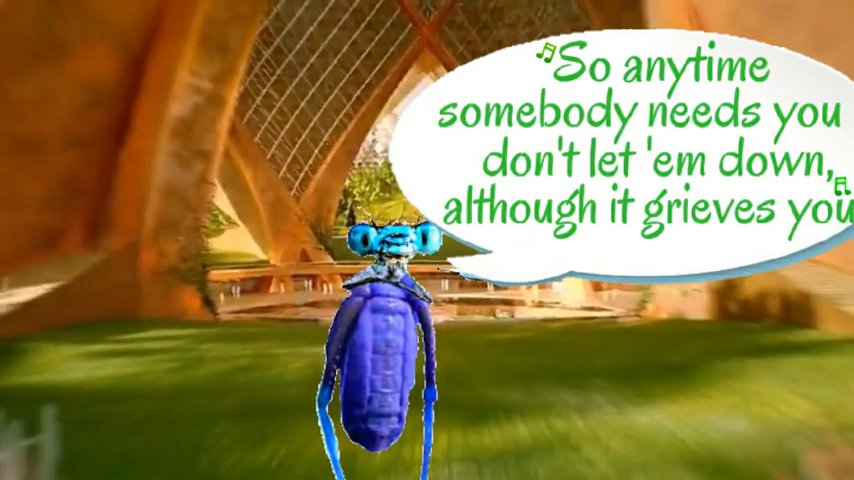 So anytime
somebody needs you
don't let 'em down,
although it grieves you